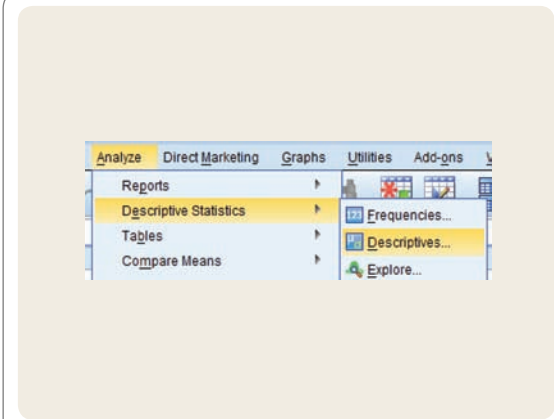 Analyze Direct Marketing Graphs Utilities Add-ons
Reports
Descriptive Statistics
Tables
Compare Means
Frequencies...
Descriptives...
Explore...